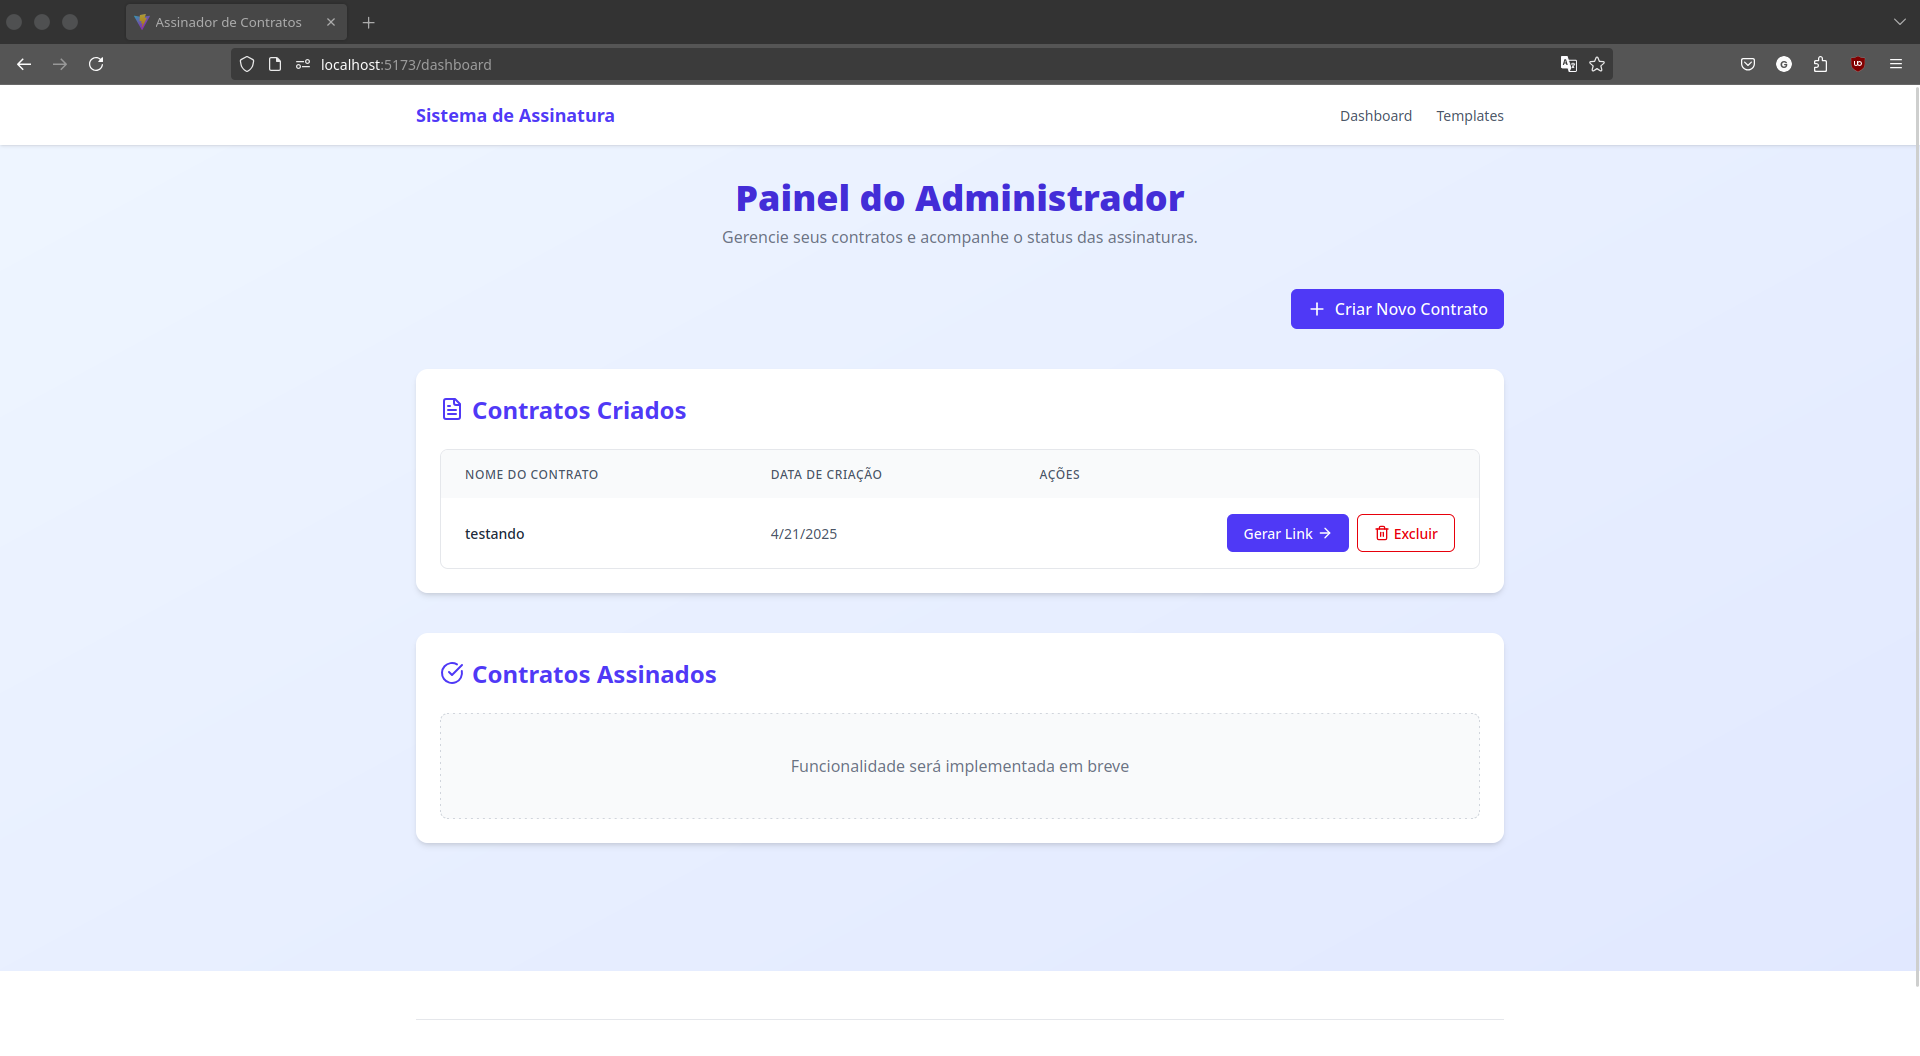 Assinador de Contratos
localhost:5173/dashboard
Sistema de Assinatura
Dashboard
Templates
Painel do Administrador
Gerencie seus contratos e acompanhe o status das assinaturas.
Criar Novo Contrato
Contratos Criados
NOME DO CONTRATO
DATA DE CRIAÇÃO
AÇÕES
testando
4/21/2025
Gerar Link
Excluir
Contratos Assinados
Funcionalidade será implementada em breve